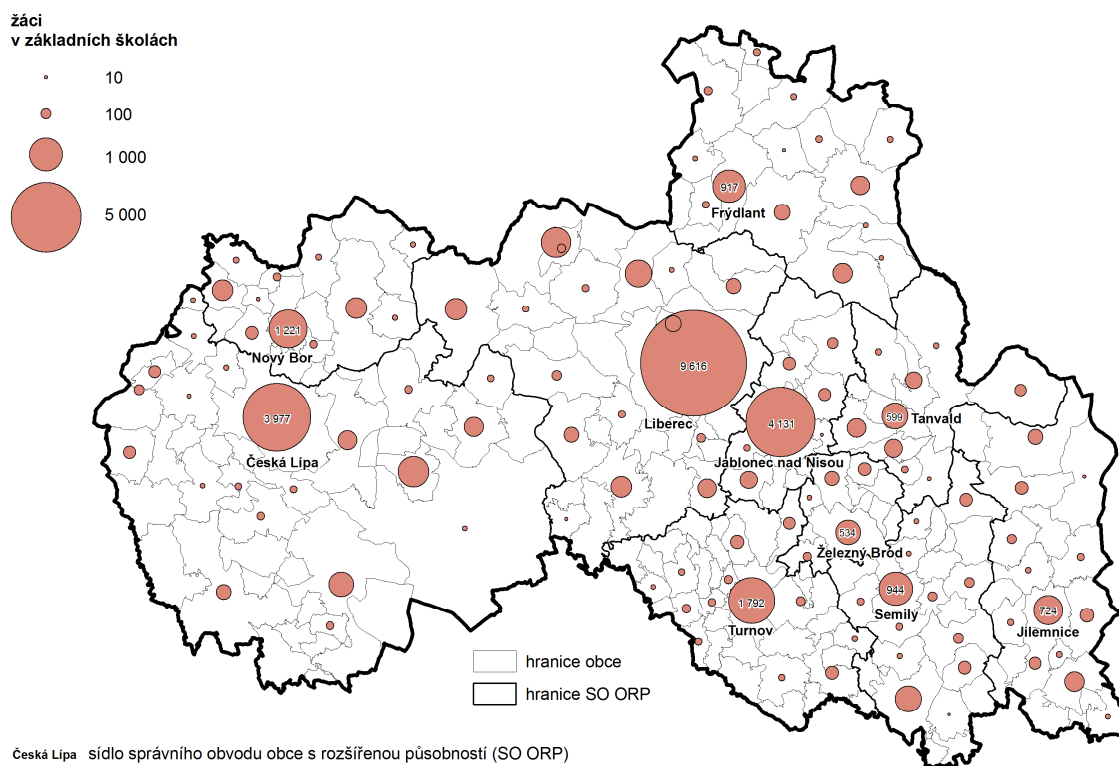 žáci
v základních školách
10
100
1 000
5 000
917
Frýdlant
1 221
Nový Bor
9 616
Liberec
3 977
Česká Lípa
4 131
Jablonec nad Nisou
599
Tanvald
534
Železný Brod
944
Semily
1 792
Turnov
724
Jilemnice
hranice obce
hranice SO ORP
Česká Lípa sídlo správního obvodu obce s rozšířenou působností (SO ORP)